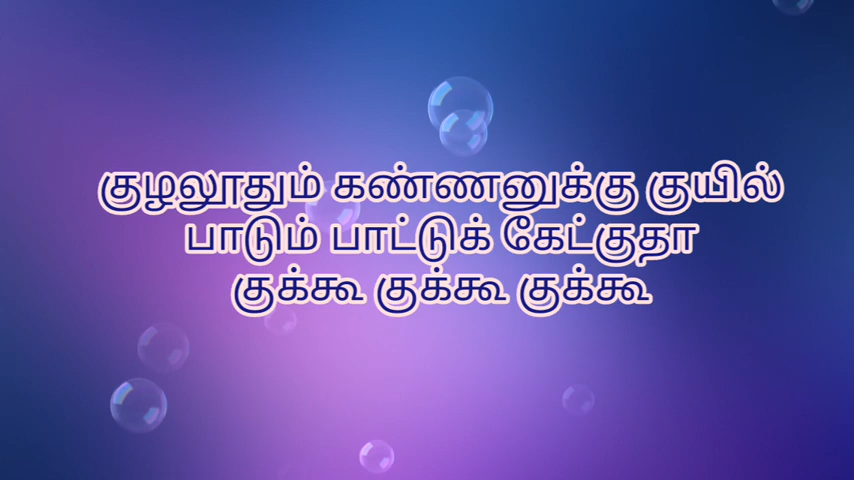 குழலூதும் கண்ணனுக்கு குயில்
பாடும் பாட்டுக் கேட்குதா
குக்கூ குக்கூ குக்கூ